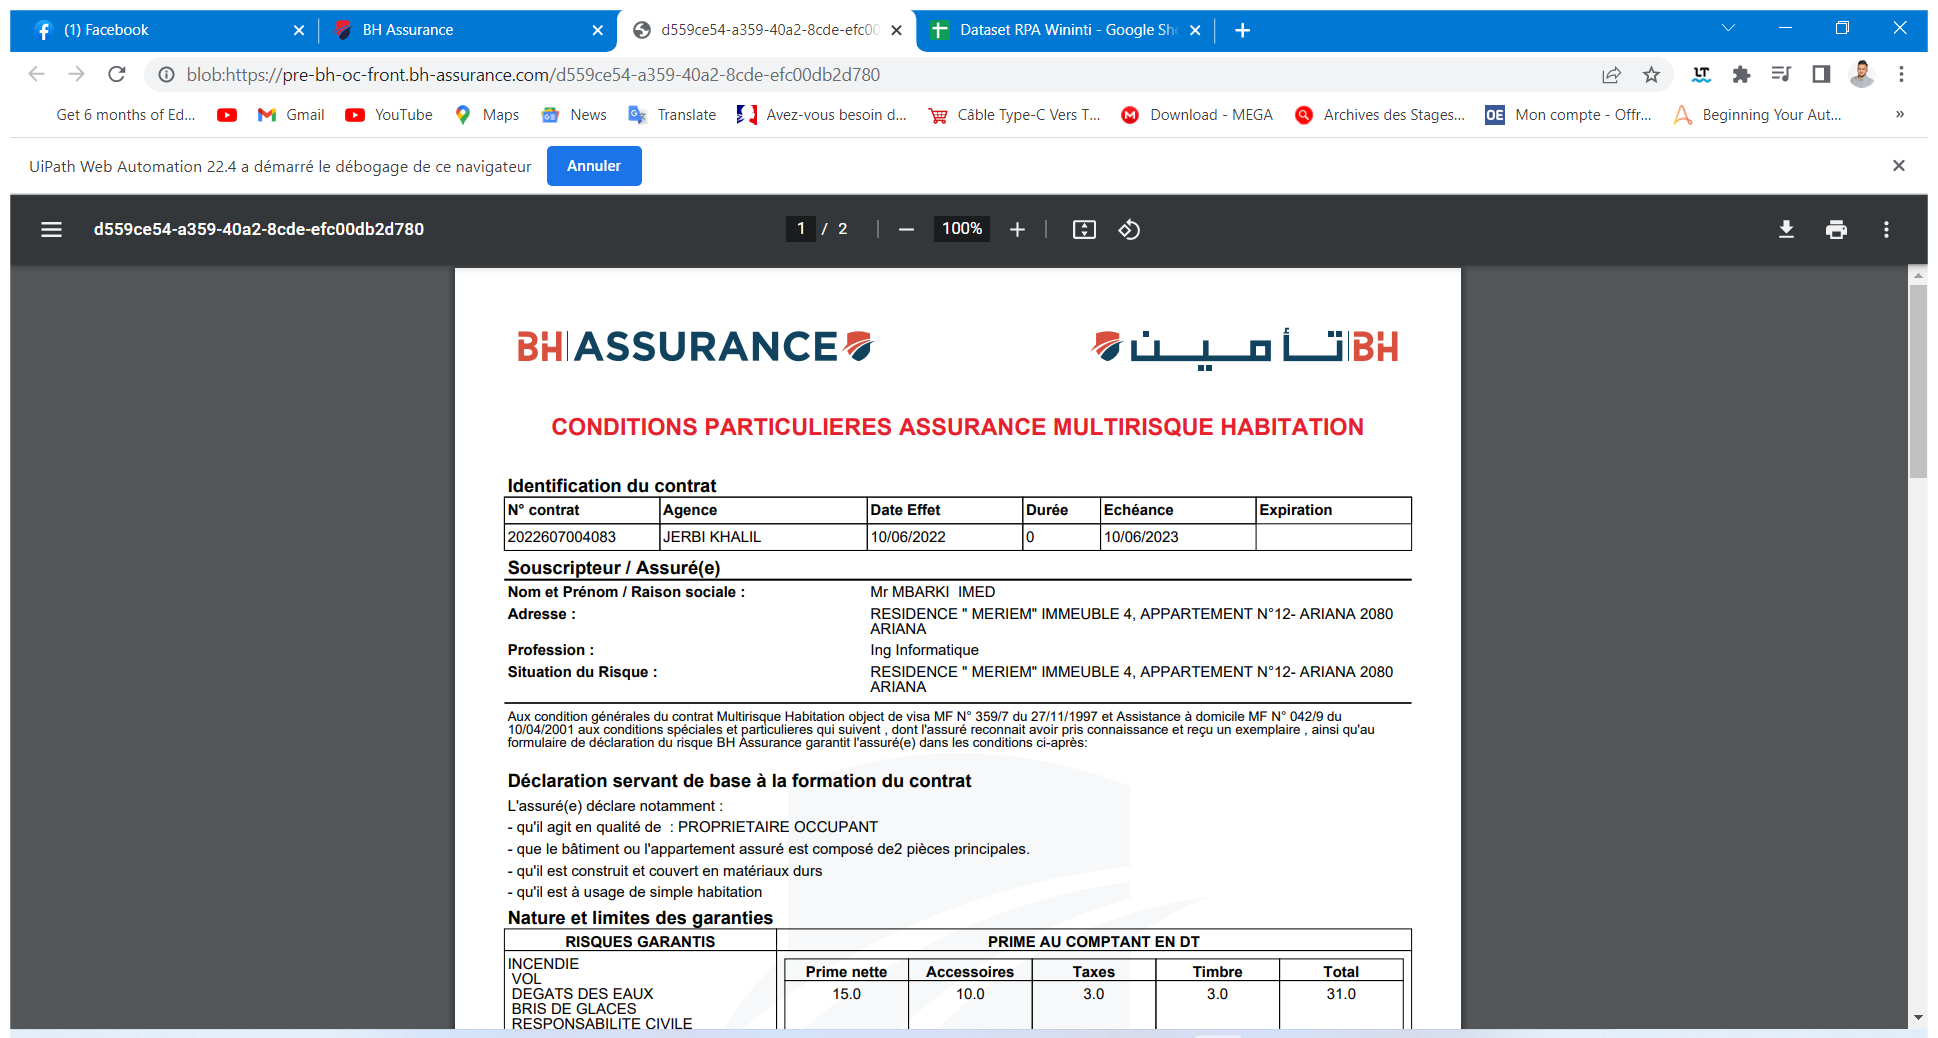 (1) Facebook
BH Assurance
d559ce54-a359-40a2-8cde-efc00
Dataset RPA Wininti - Google She
blob:https://pre-bh-oc-front.bh-assurance.com/d559ce54-a359-40a2-8cde-efc00db2d780
Get 6 months of Ed... Gmail YouTube Maps News Translate Avez-vous besoin d... Câble Type-C Vers T... Download - MEGA Archives des Stages... OE Mon compte - Offr... Beginning Your Aut... »
UiPath Web Automation 22.4 a démarré le débogage de ce navigateur Annuler
d559ce54-a359-40a2-8cde-efc00db2d780 1 / 2 100%
BH ASSURANCE
تأمين BH
CONDITIONS PARTICULIERES ASSURANCE MULTIRISQUE HABITATION
Identification du contrat
N° contrat Agence Date Effet Durée Echéance Expiration
2022607004083 JERBI KHALIL 10/06/2022 0 10/06/2023
Souscripteur / Assuré(e)
Nom et Prénom / Raison sociale : Mr MBARKI  IMED
Adresse : RESIDENCE " MERIEM" IMMEUBLE 4, APPARTEMENT N°12- ARIANA 2080
ARIANA
Profession : Ing Informatique
Situation du Risque : RESIDENCE " MERIEM" IMMEUBLE 4, APPARTEMENT N°12- ARIANA 2080
ARIANA
Aux condition générales du contrat Multirisque Habitation object de visa MF N° 359/7 du 27/11/1997 et Assistance à domicile MF N° 042/9 du
10/04/2001 aux conditions spéciales et particulieres qui suivent , dont l'assuré reconnait avoir pris connaissance et reçu un exemplaire , ainsi qu'au
formulaire de déclaration du risque BH Assurance garantit l'assuré(e) dans les conditions ci-après:
Déclaration servant de base à la formation du contrat
L'assuré(e) déclare notamment :
- qu'il agit en qualité de  : PROPRIETAIRE OCCUPANT
- que le bâtiment ou l'appartement assuré est composé de2 pièces principales.
- qu'il est construit et couvert en matériaux durs
- qu'il est à usage de simple habitation
Nature et limites des garanties
RISQUES GARANTIS PRIME AU COMPTANT EN DT
INCENDIE
VOL
DEGATS DES EAUX
BRIS DE GLACES
RESPONSABILITE CIVILE
Prime nette Accessoires Taxes Timbre Total
15.0 10.0 3.0 3.0 31.0